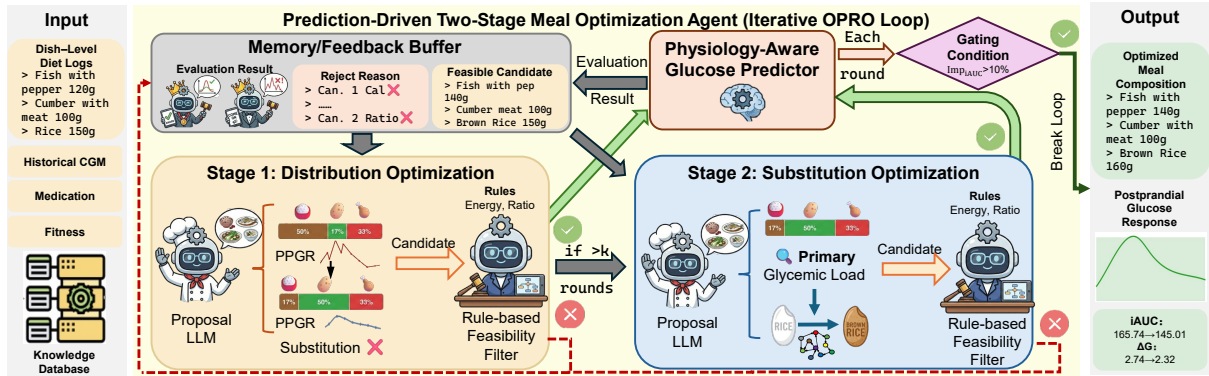 Input
Dish–Level
Diet Logs
> Fish with
pepper 120g
> Cumber with
meat 100g
> Rice 150g
Historical CGM
Medication
Fitness
Knowledge
Database
Prediction-Driven Two-Stage Meal Optimization Agent (Iterative OPRO Loop)
Memory/Feedback Buffer
Evaluation Result
Reject Reason
> Can. 1 Cal
> ……
> Can. 2 Ratio
Feasible Candidate
> Fish with pep
140g
> Cumber meat 100g
> Brown Rice 150g
Evaluation
Result
Physiology-Aware
Glucose Predictor
Each
round
Gating
Condition
Imp_iAUC>10%
Break Loop
Stage 1: Distribution Optimization
Proposal
LLM
50%
17%
33%
PPGR
17%
50%
33%
PPGR
Substitution
Candidate
Rules
Energy, Ratio
Rule-based
Feasibility
Filter
if >k
rounds
Stage 2: Substitution Optimization
Proposal
LLM
17%
50%
33%
Primary
Glycemic Load
RICE
BROWN
RICE
Candidate
Rules
Energy, Ratio
Rule-based
Feasibility
Filter
Output
Optimized
Meal
Composition
> Fish with
pepper 140g
> Cumber with
meat 100g
> Brown Rice
160g
Postprandial
Glucose
Response
iAUC:
165.74→145.01
ΔG:
2.74→2.32